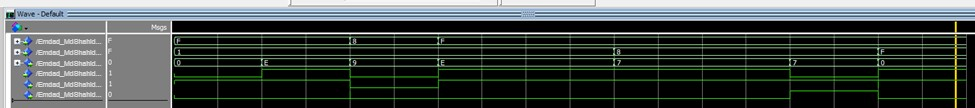 Wave - Default
Msgs
/Emdad_MdShahid... F F 8 F
/Emdad_MdShahid... F 1 8 F
/Emdad_MdShahid... 0 0 E 9 E 7 7 0
/Emdad_MdShahid... 1
/Emdad_MdShahid... 1
/Emdad_MdShahid... 0